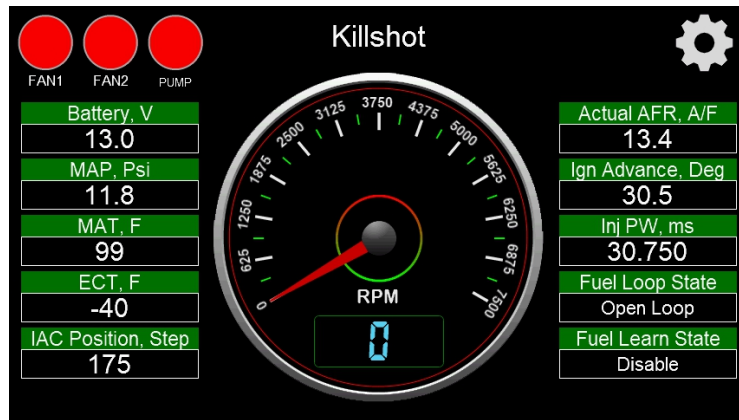 Killshot
FAN1
FAN2
PUMP
Battery, V
13.0
MAP, Psi
11.8
MAT, F
99
ECT, F
-40
IAC Position, Step
175
0
625
1250
1875
2500
3125
3750
4375
5000
5625
6250
6875
7500
RPM
0
Actual AFR, A/F
13.4
Ign Advance, Deg
30.5
Inj PW, ms
30.750
Fuel Loop State
Open Loop
Fuel Learn State
Disable